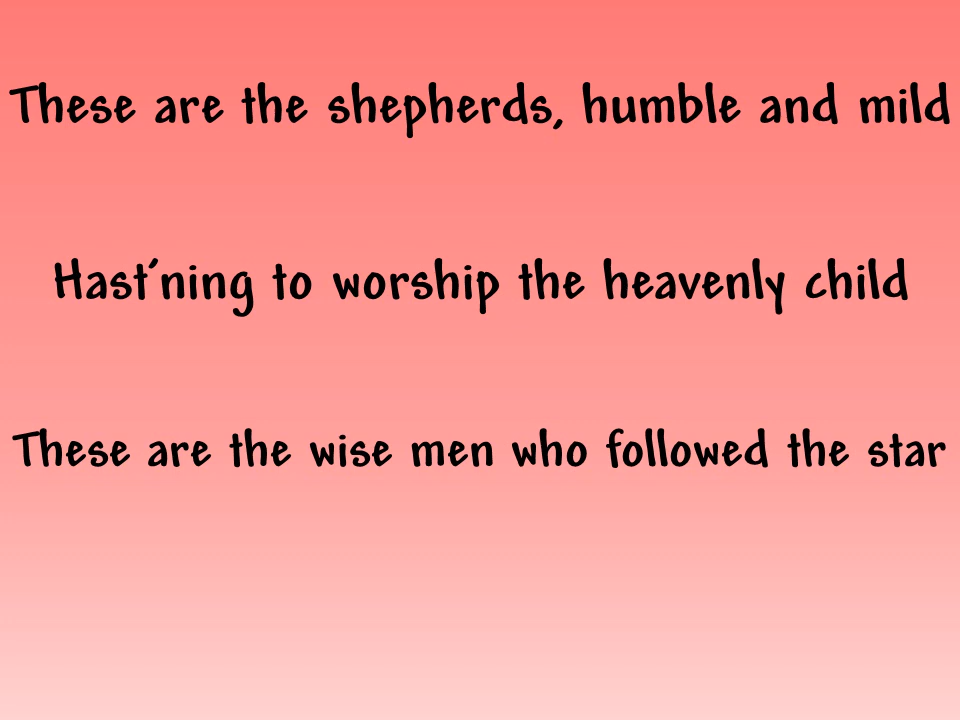 These are the shepherds, humble and mild
Hast'ning to worship the heavenly child
These are the wise men who followed the star